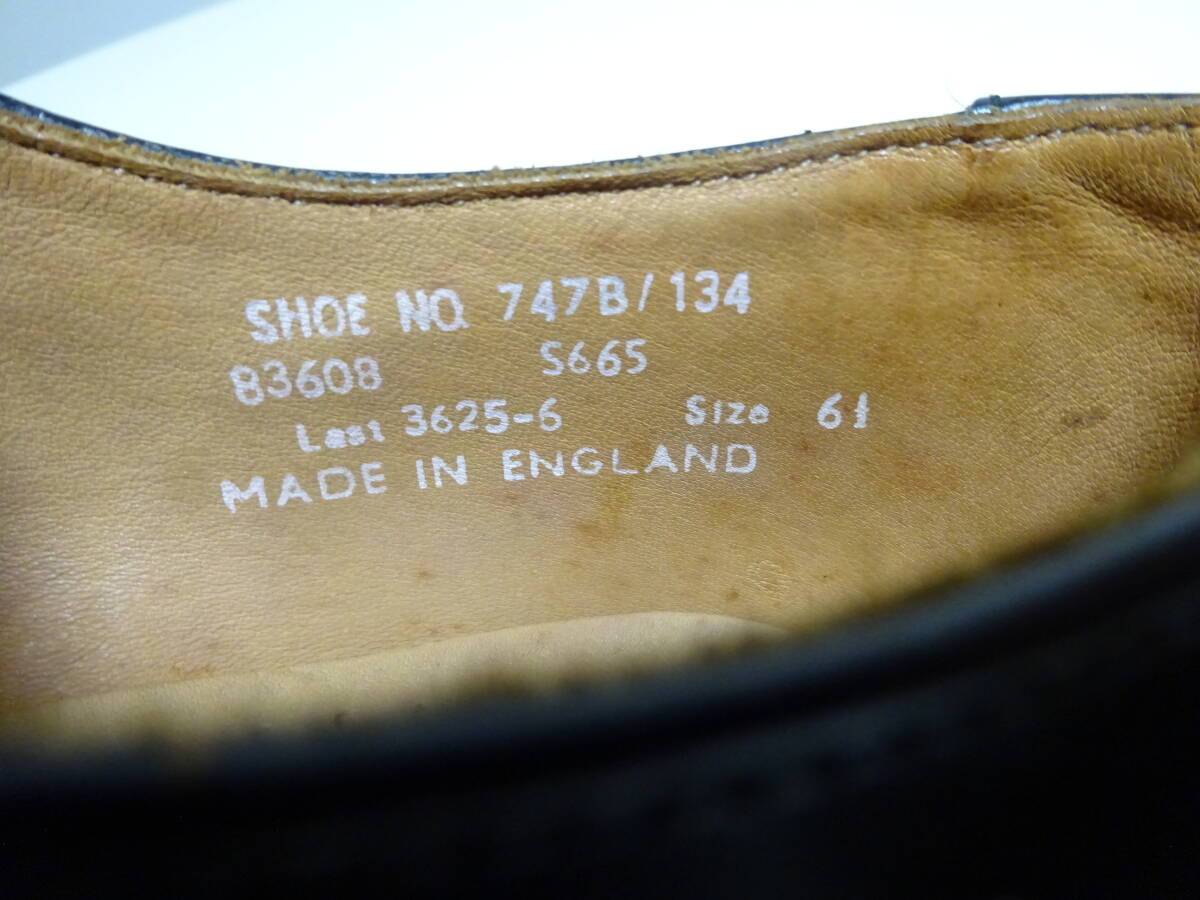 SHOE NO. 747B/134
83608 S665
Last 3625-6 Size 6½
MADE IN ENGLAND